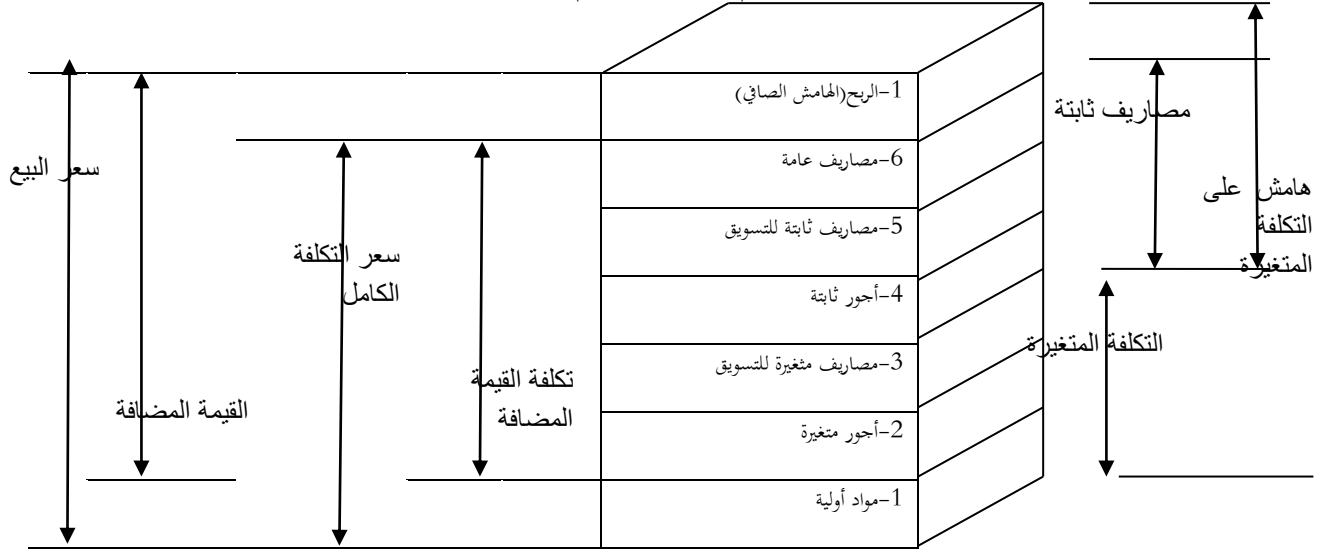 1-الربح(الهامش الصافي)
6-مصاريف عامة
5-مصاريف ثابتة للتسويق
4-أجور ثابتة
3-مصاريف مثغيرة للتسويق
2-أجور متغيرة
1-مواد أولية
مصاريف ثابتة
هامش على
التكلفة
المتغيرة
التكلفة المتغيرة
تكلفة القيمة
المضافة
سعر التكلفة
الكامل
القيمة المضافة
سعر البيع